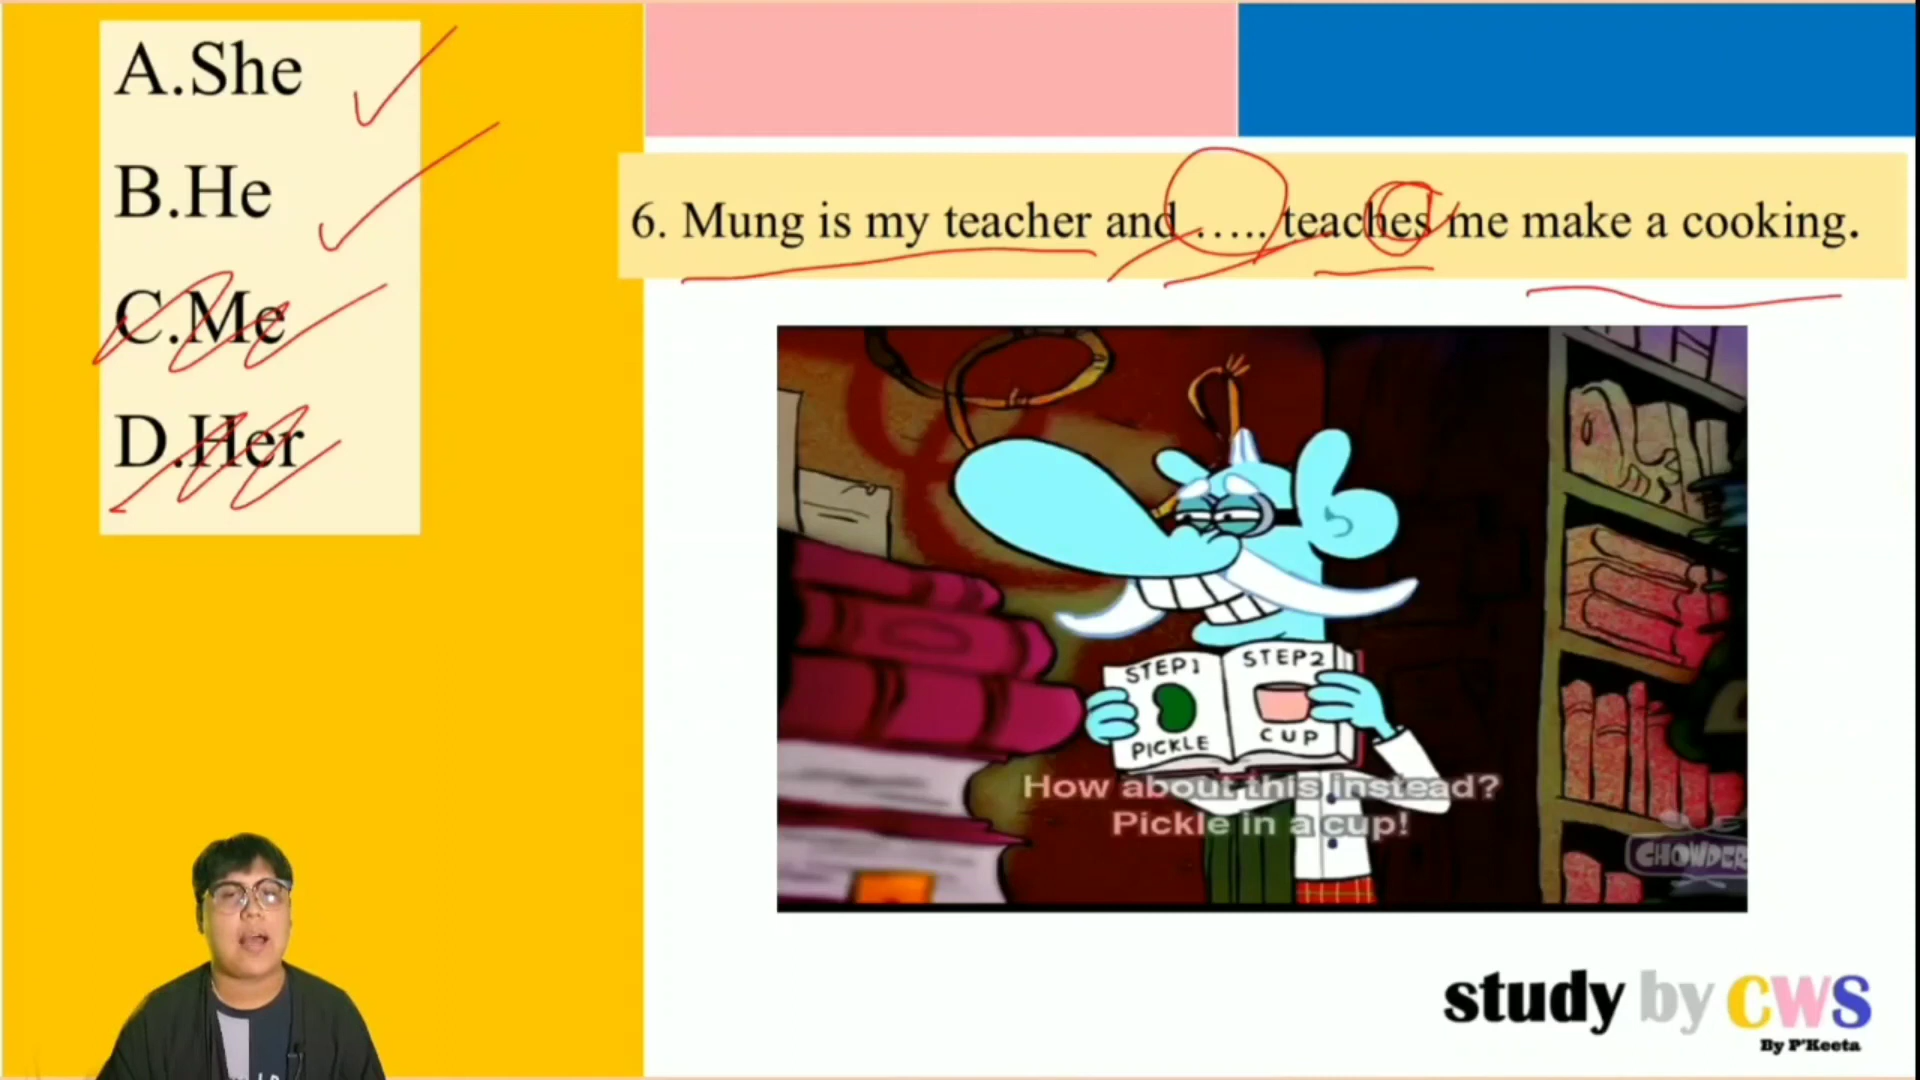 A.She
B.He
C.Me
D.Her
6. Mung is my teacher and ..... teaches me make a cooking.
STEP1
PICKLE
STEP2
CUP
How about this instead?
Pickle in a cup!
CHOWDER
study by CWS
By P'Keeta